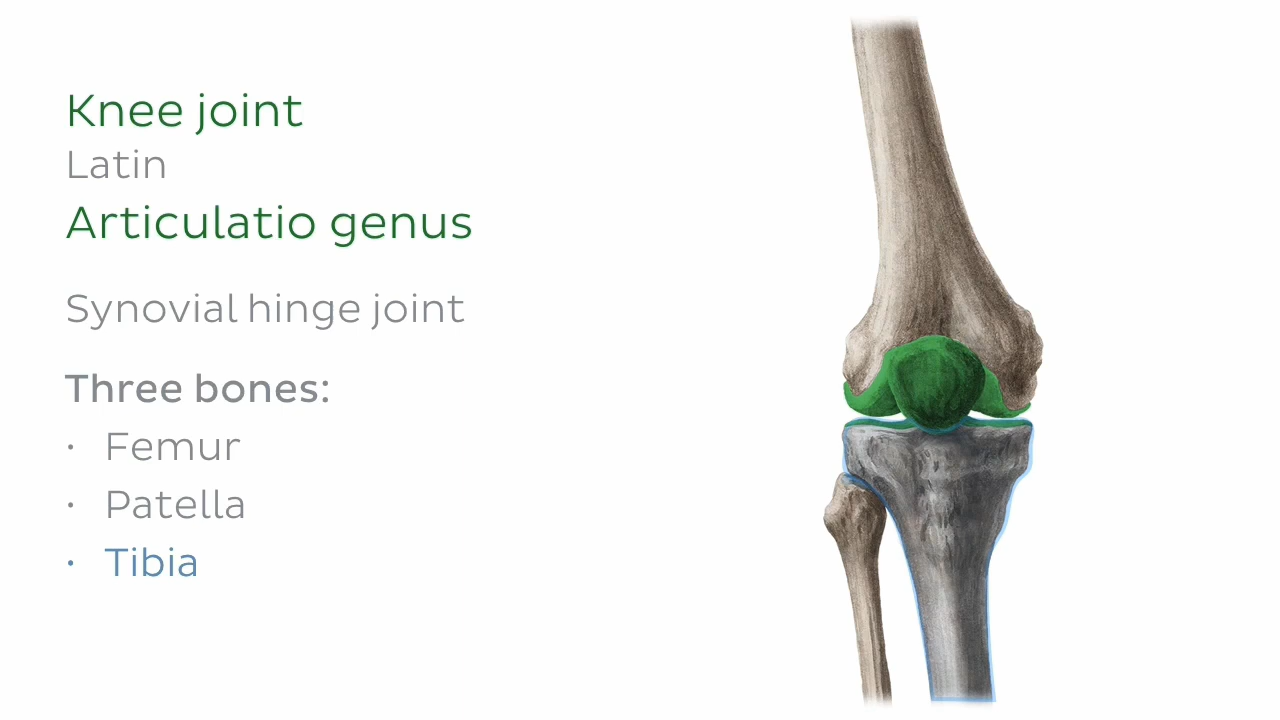 Knee joint
Latin
Articulatio genus
Synovial hinge joint
Three bones:
· Femur
· Patella
· Tibia